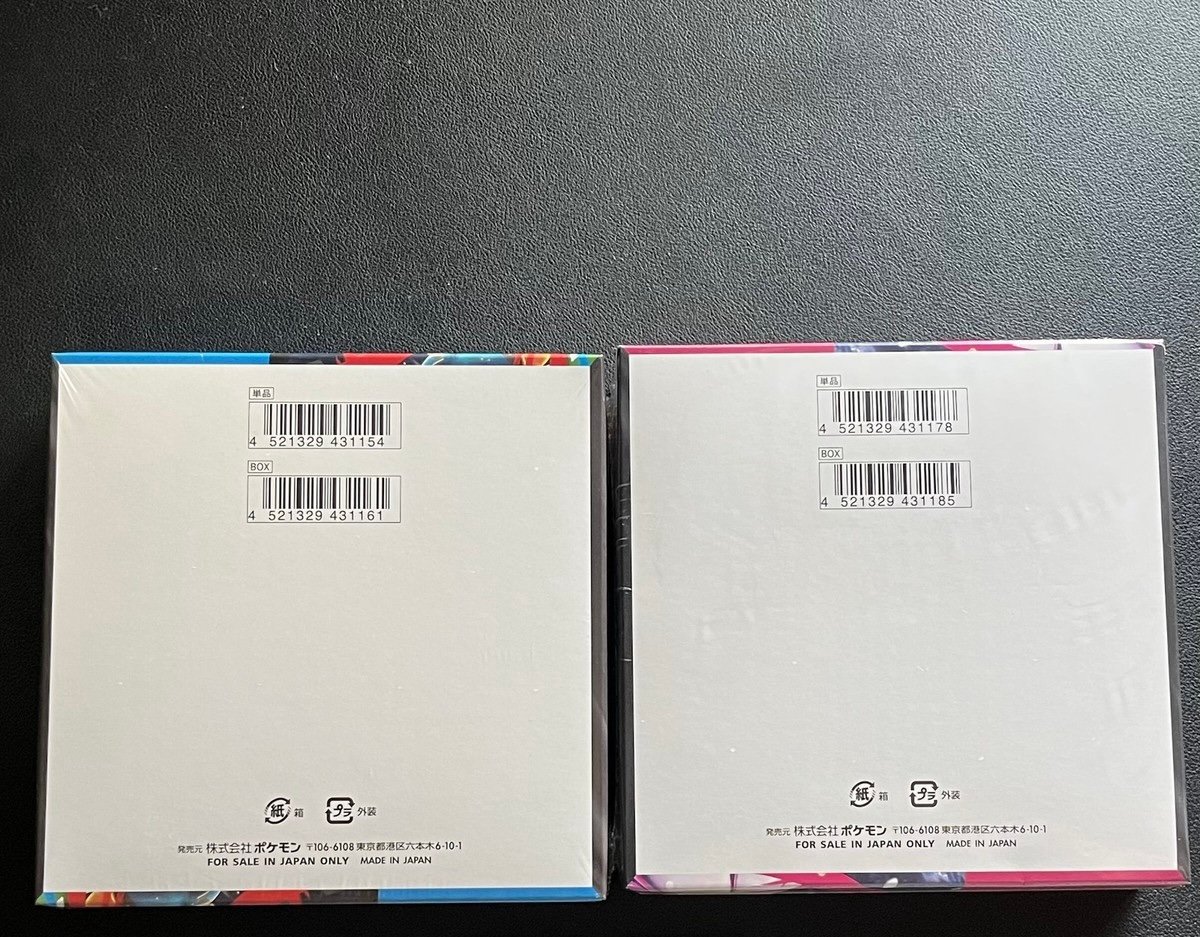 単品
4 521329 431154
BOX
4 521329 431161
紙 箱 プラ 外装
発売元 株式会社ポケモン 〒106-6108 東京都港区六本木6-10-1
FOR SALE IN JAPAN ONLY MADE IN JAPAN
単品
4 521329 431178
BOX
4 521329 431185
紙 箱 プラ 外装
発売元 株式会社ポケモン 〒106-6108 東京都港区六本木6-10-1
FOR SALE IN JAPAN ONLY MADE IN JAPAN